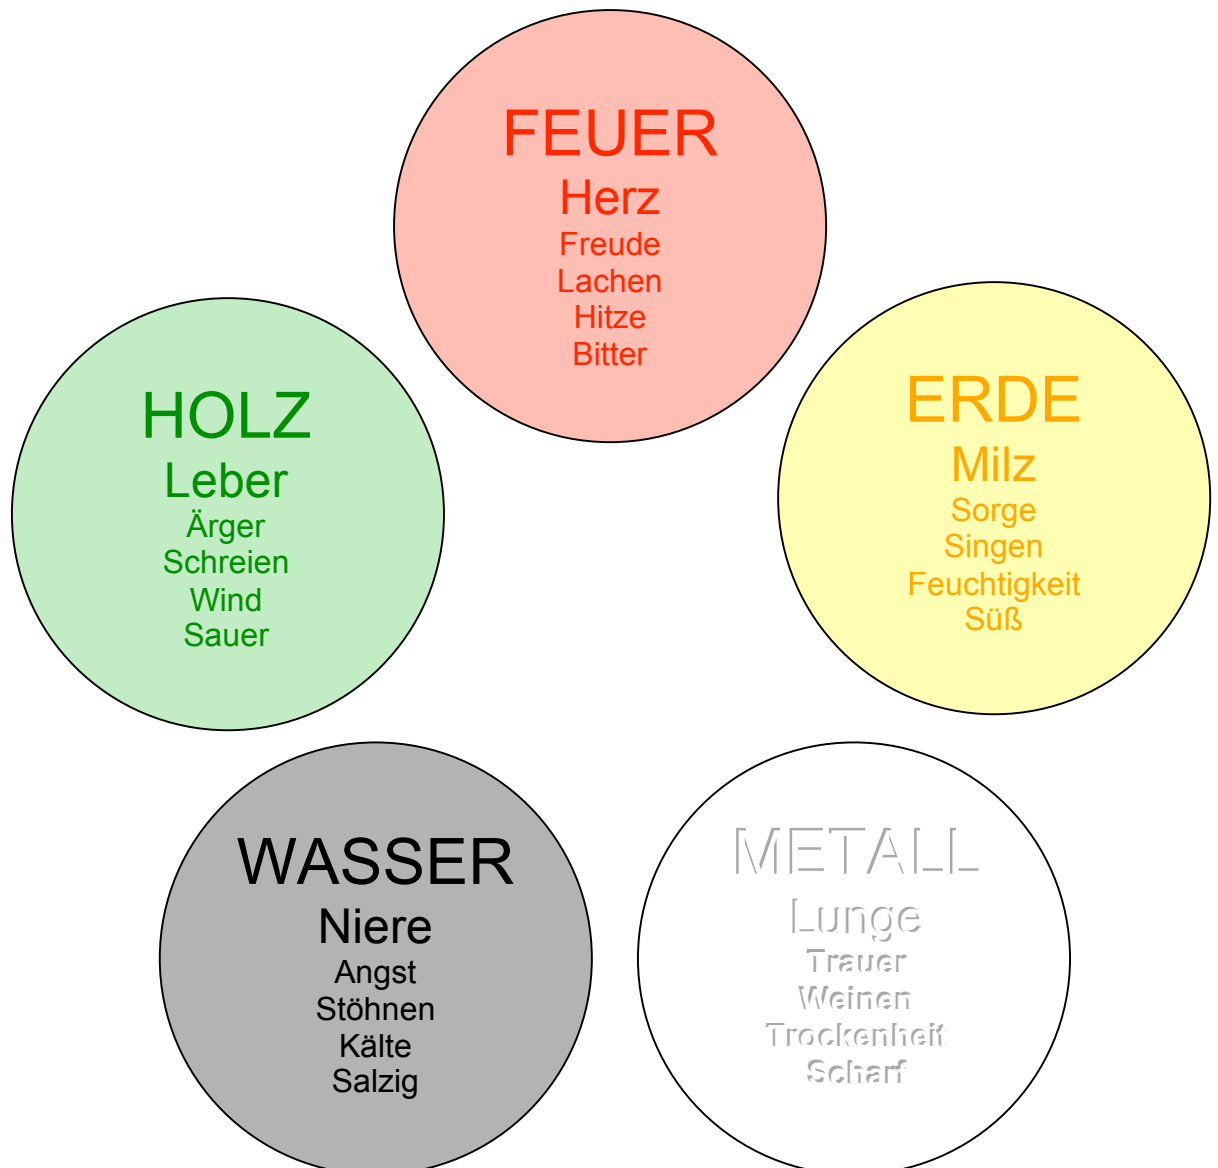 FEUER
Herz
Freude
Lachen
Hitze
Bitter
HOLZ
Leber
Ärger
Schreien
Wind
Sauer
ERDE
Milz
Sorge
Singen
Feuchtigkeit
Süß
WASSER
Niere
Angst
Stöhnen
Kälte
Salzig
METALL
Lunge
Trauer
Weinen
Trockenheit
Scharf